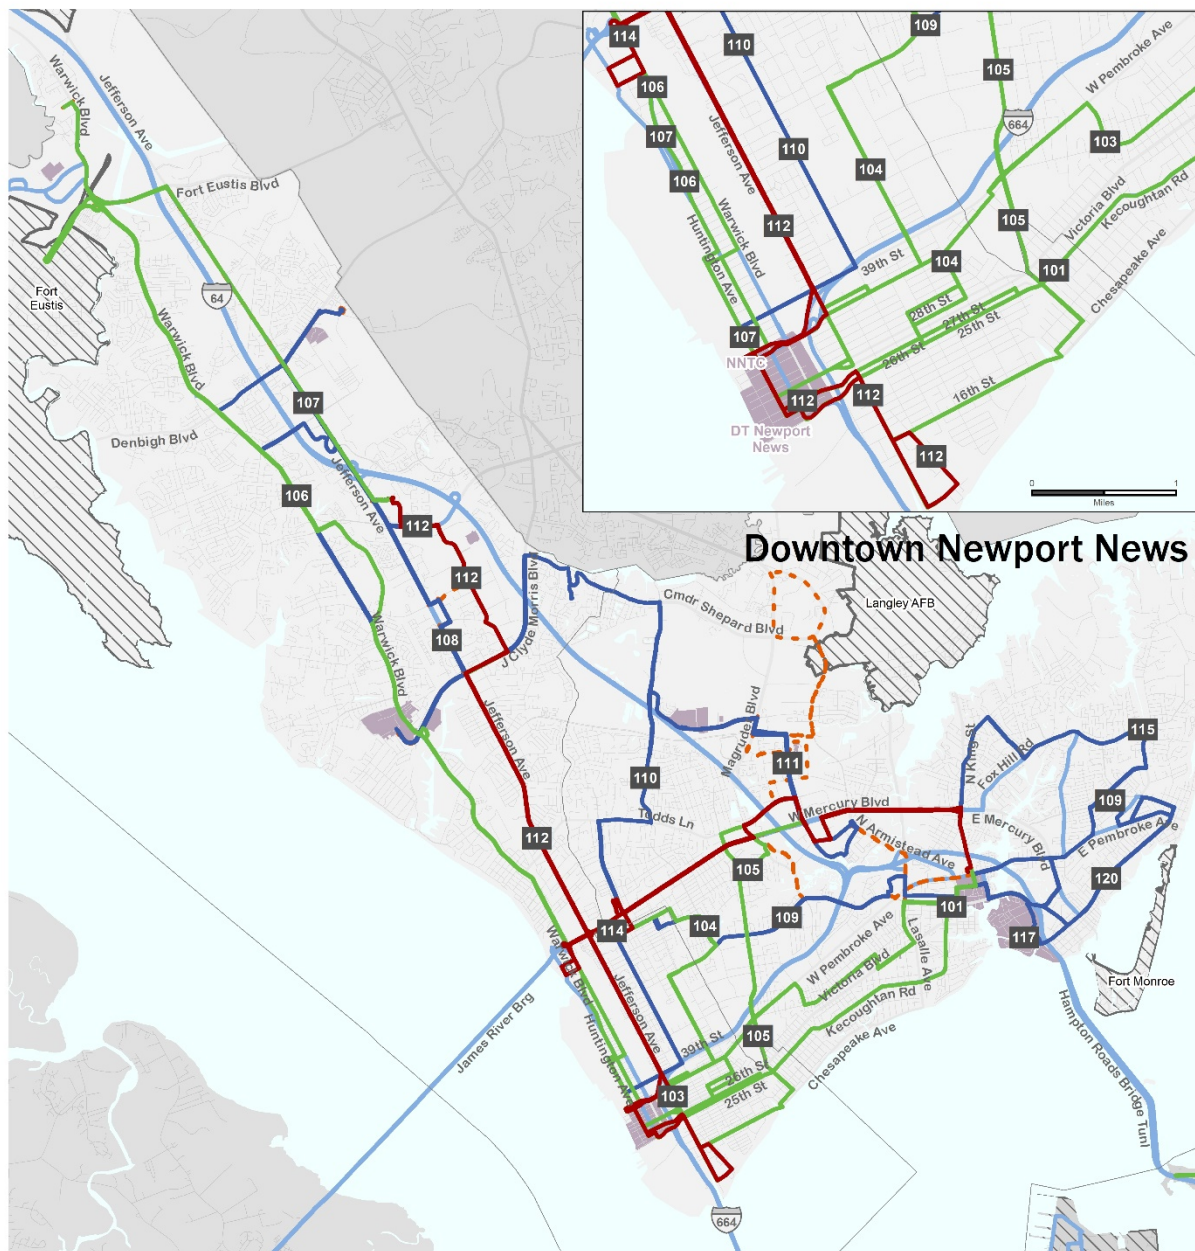 Warwick Blvd
Jefferson Ave
Fort Eustis Blvd
Fort
Eustis
64
Warwick Blvd
107
Denbigh Blvd
106
Jefferson Ave
112
112
J Clyde Morris Blvd
108
Warwick Blvd
Jefferson Ave
112
110
Todds Ln
Cmdr Shepard Blvd
Langley AFB
Magruder Blvd
111
W Mercury Blvd
N King St
Fox Hill Rd
115
109
E Mercury Blvd
E Pembroke Ave
N Armistead Ave
120
105
101
109
104
114
117
W Pembroke Ave
Victoria Blvd
Lasalle Ave
Kecoughtan Rd
Chesapeake Ave
Fort Monroe
Hampton Roads Bridge Tunl
James River Brg
Warwick Blvd
Huntington Ave
Jefferson Ave
39th St
105
26th St
25th St
103
664
114
110
109
105
W Pembroke Ave
106
664
107
Jefferson Ave
110
103
106
104
Warwick Blvd
Huntington Ave
112
105
Victoria Blvd
Kecoughtan Rd
39th St
104
101
Chesapeake Ave
28th St
27th St
25th St
107
26th St
NNTC
112
112
16th St
DT Newport
News
112
0
1
Miles
Downtown Newport News